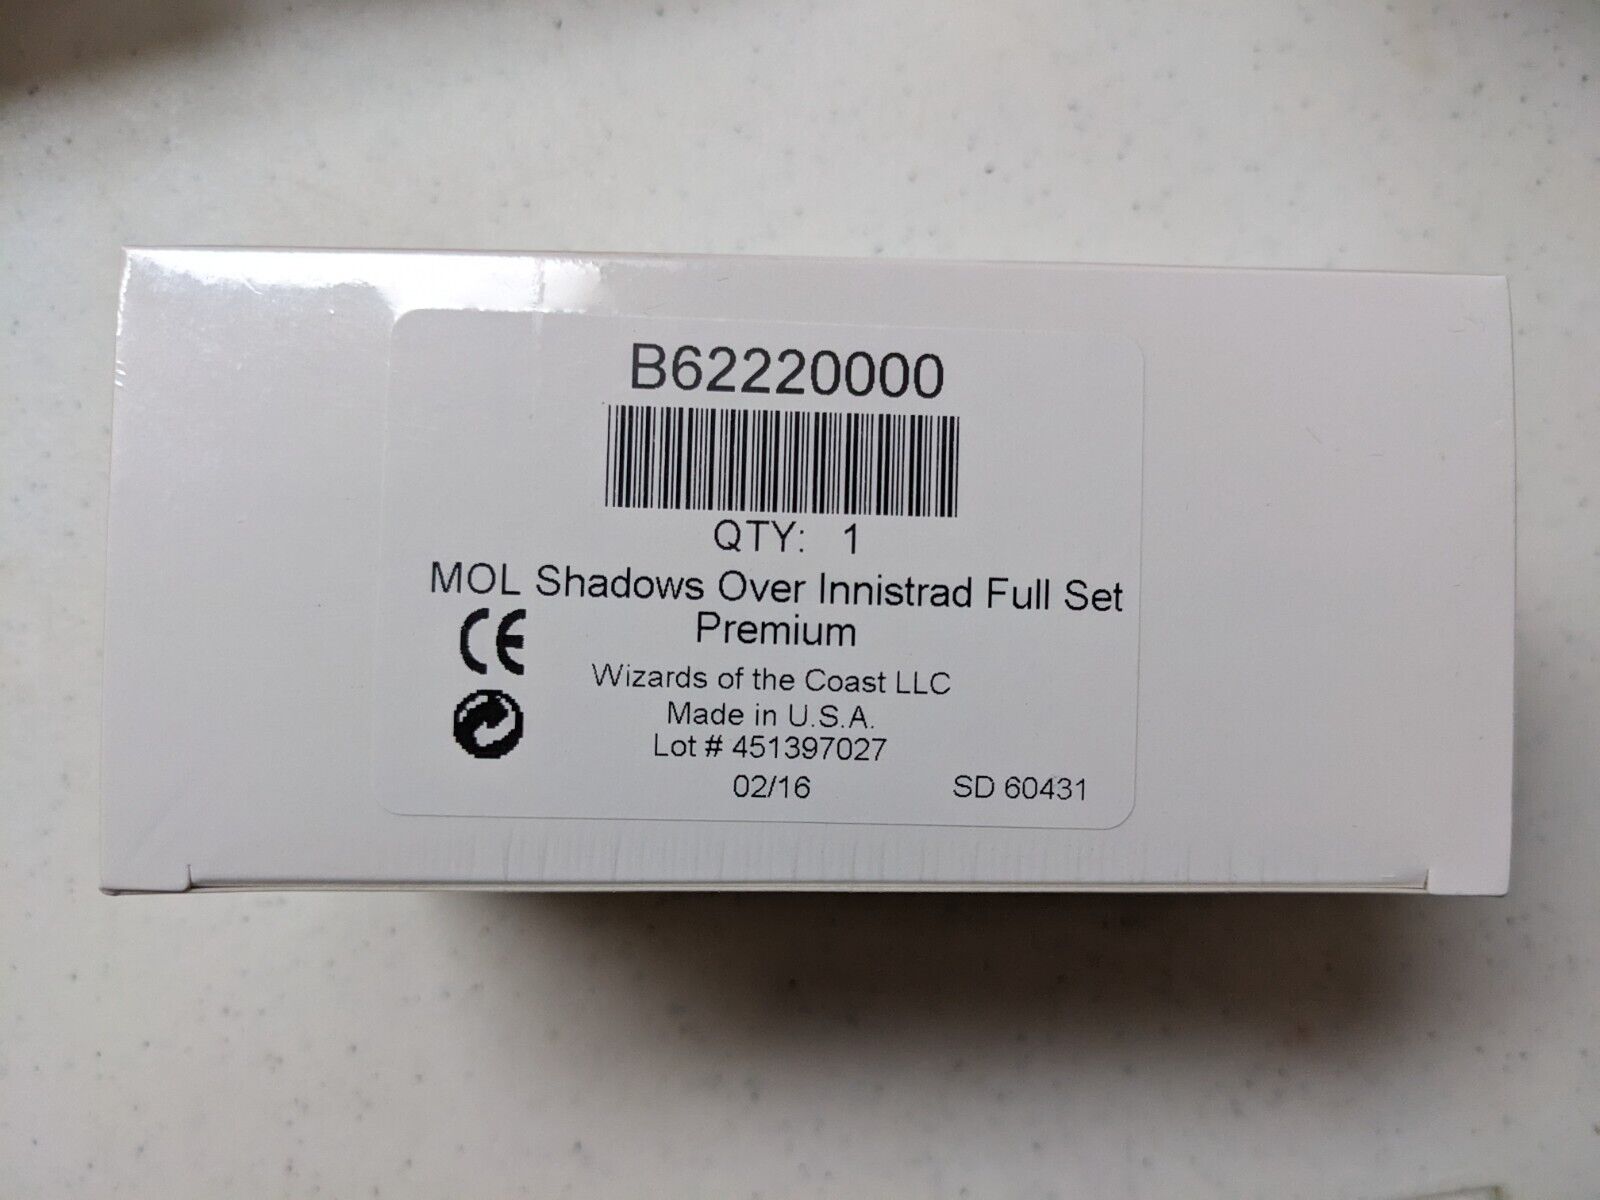 B62220000
QTY: 1
MOL Shadows Over Innistrad Full Set
Premium
CE
Wizards of the Coast LLC
Made in U.S.A.
Lot # 451397027
02/16 SD 60431